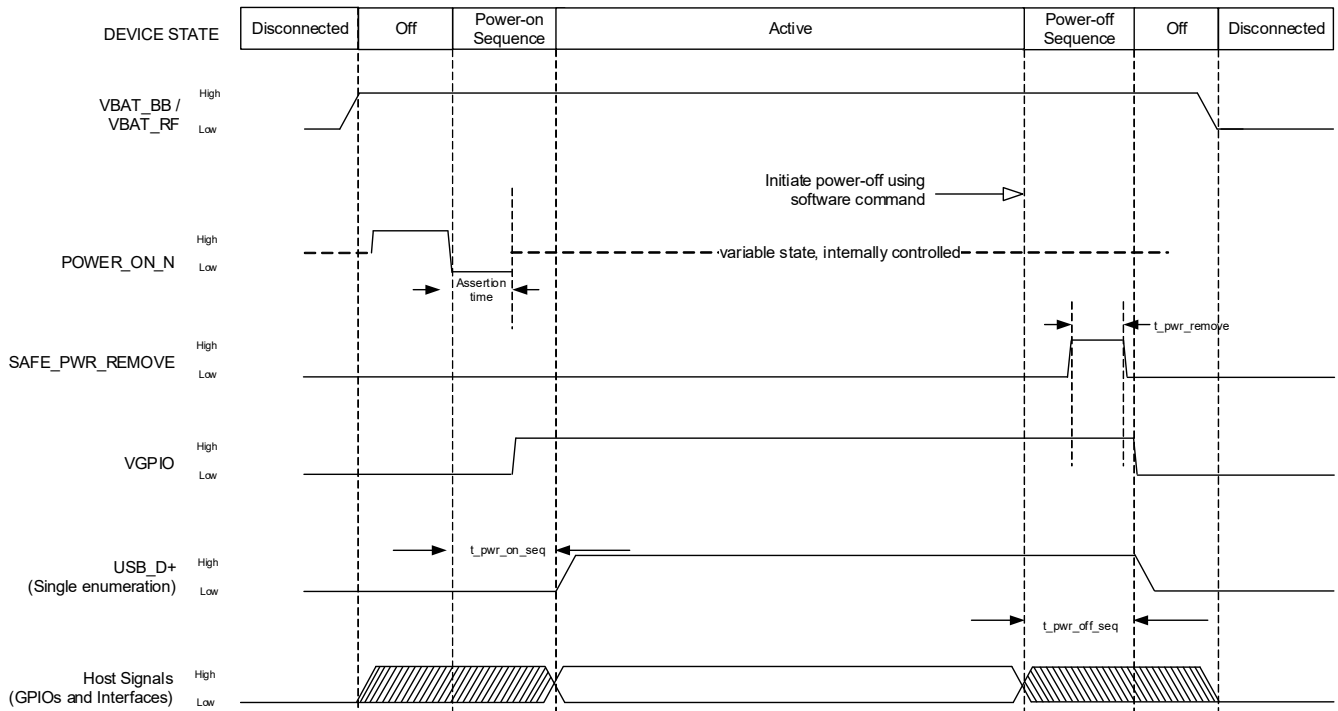 DEVICE STATE
Disconnected
Off
Power-on
Sequence
Active
Power-off
Sequence
Off
Disconnected
VBAT_BB /
VBAT_RF
High
Low
Initiate power-off using
software command
POWER_ON_N
High
Low
variable state, internally controlled
Assertion
time
SAFE_PWR_REMOVE
High
Low
t_pwr_remove
VGPIO
High
Low
USB_D+
(Single enumeration)
High
Low
t_pwr_on_seq
t_pwr_off_seq
Host Signals
(GPIOs and Interfaces)
High
Low